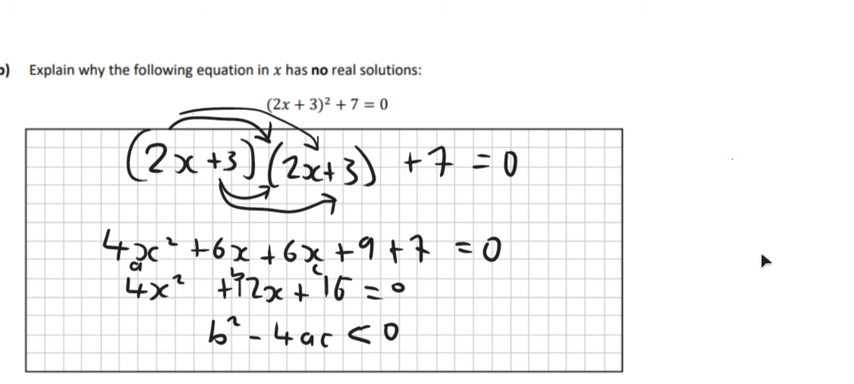 b) Explain why the following equation in x has no real solutions:
(2x + 3)² + 7 = 0
(2x+3)(2x+3) +7 =0
4x² +6x+6x+9+7 =0
a b c
4x² +12x+16=0
b²-4ac<0